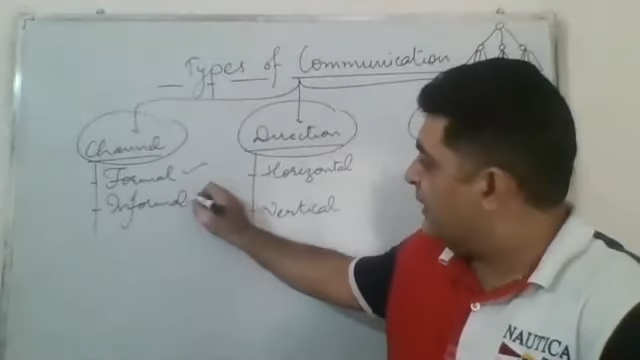 Types of Communication
Channel
Direction
Formal ✓
Horizontal
Informal
Vertical
NAUTICA